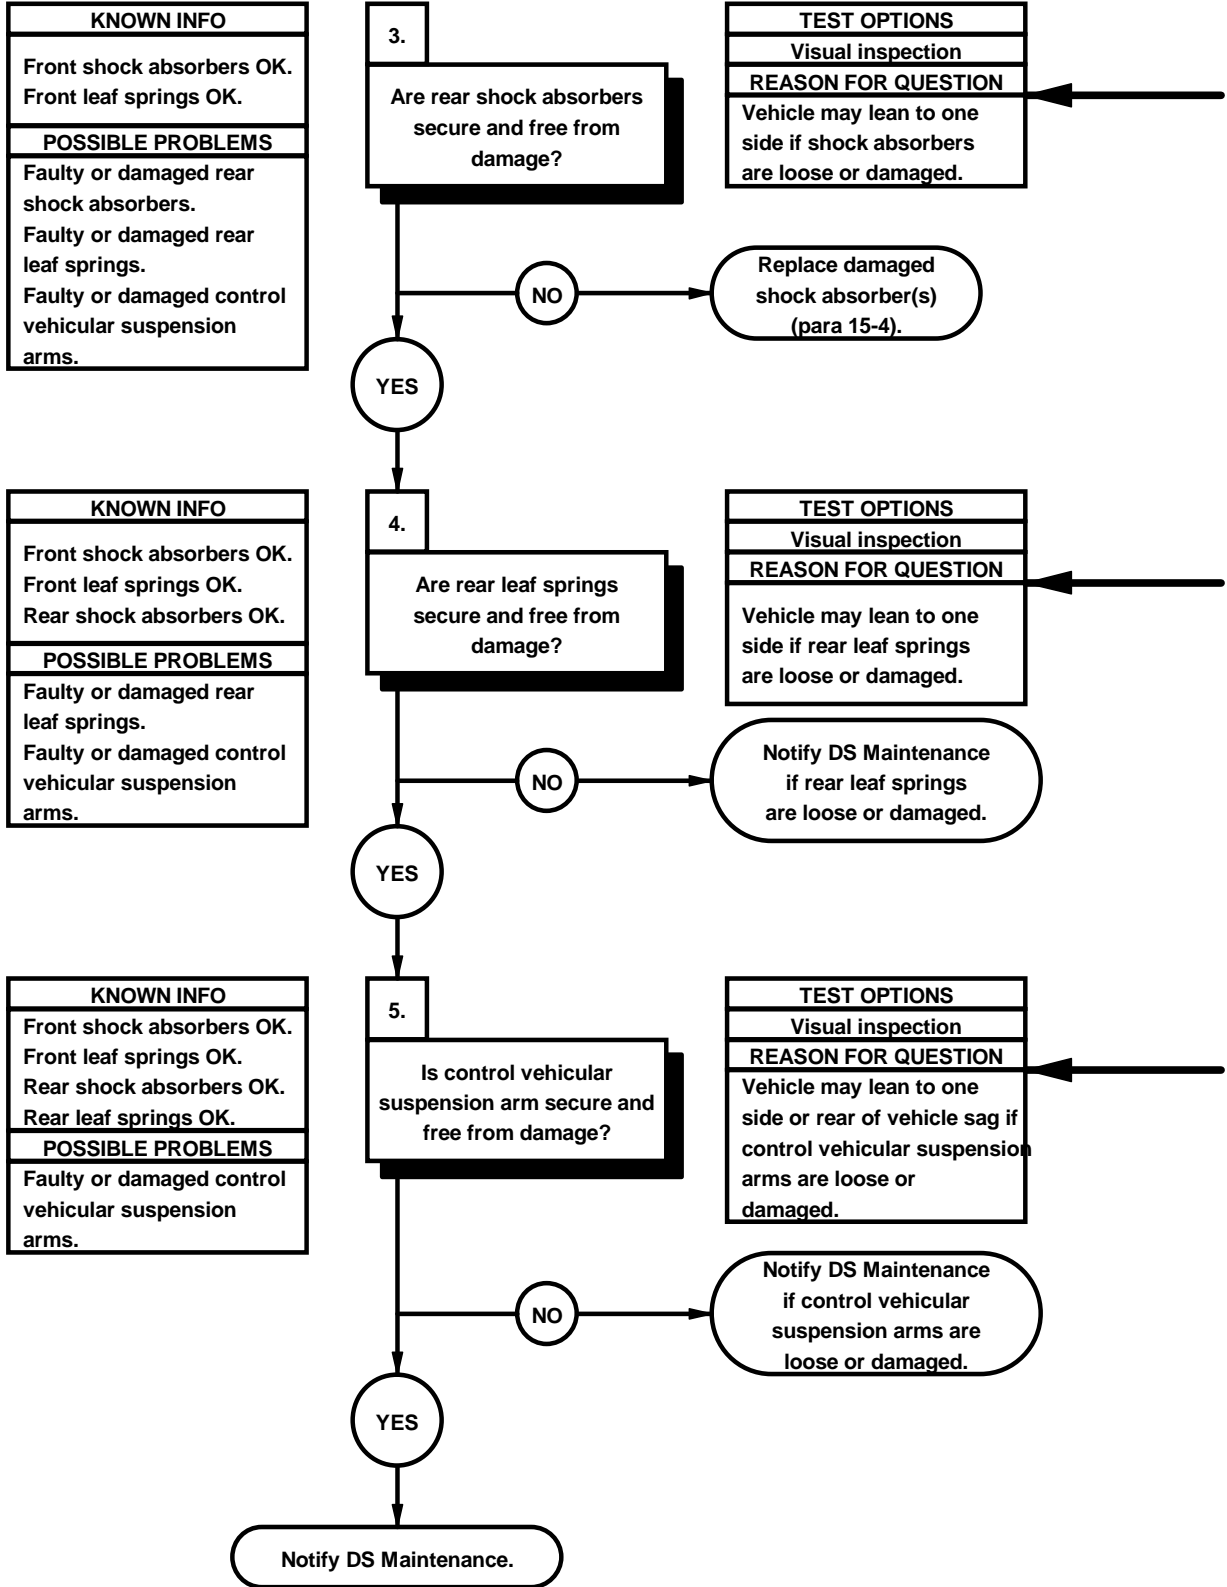 KNOWN INFO
Front shock absorbers OK.
Front leaf springs OK.
POSSIBLE PROBLEMS
Faulty or damaged rear
shock absorbers.
Faulty or damaged rear
leaf springs.
Faulty or damaged control
vehicular suspension
arms.
3.
Are rear shock absorbers
secure and free from
damage?
TEST OPTIONS
Visual inspection
REASON FOR QUESTION
Vehicle may lean to one
side if shock absorbers
are loose or damaged.
NO
Replace damaged
shock absorber(s)
(para 15-4).
YES
KNOWN INFO
Front shock absorbers OK.
Front leaf springs OK.
Rear shock absorbers OK.
POSSIBLE PROBLEMS
Faulty or damaged rear
leaf springs.
Faulty or damaged control
vehicular suspension
arms.
4.
Are rear leaf springs
secure and free from
damage?
TEST OPTIONS
Visual inspection
REASON FOR QUESTION
Vehicle may lean to one
side if rear leaf springs
are loose or damaged.
NO
Notify DS Maintenance
if rear leaf springs
are loose or damaged.
YES
KNOWN INFO
Front shock absorbers OK.
Front leaf springs OK.
Rear shock absorbers OK.
Rear leaf springs OK.
POSSIBLE PROBLEMS
Faulty or damaged control
vehicular suspension
arms.
5.
Is control vehicular
suspension arm secure and
free from damage?
TEST OPTIONS
Visual inspection
REASON FOR QUESTION
Vehicle may lean to one
side or rear of vehicle sag if
control vehicular suspension
arms are loose or
damaged.
NO
Notify DS Maintenance
if control vehicular
suspension arms are
loose or damaged.
YES
Notify DS Maintenance.